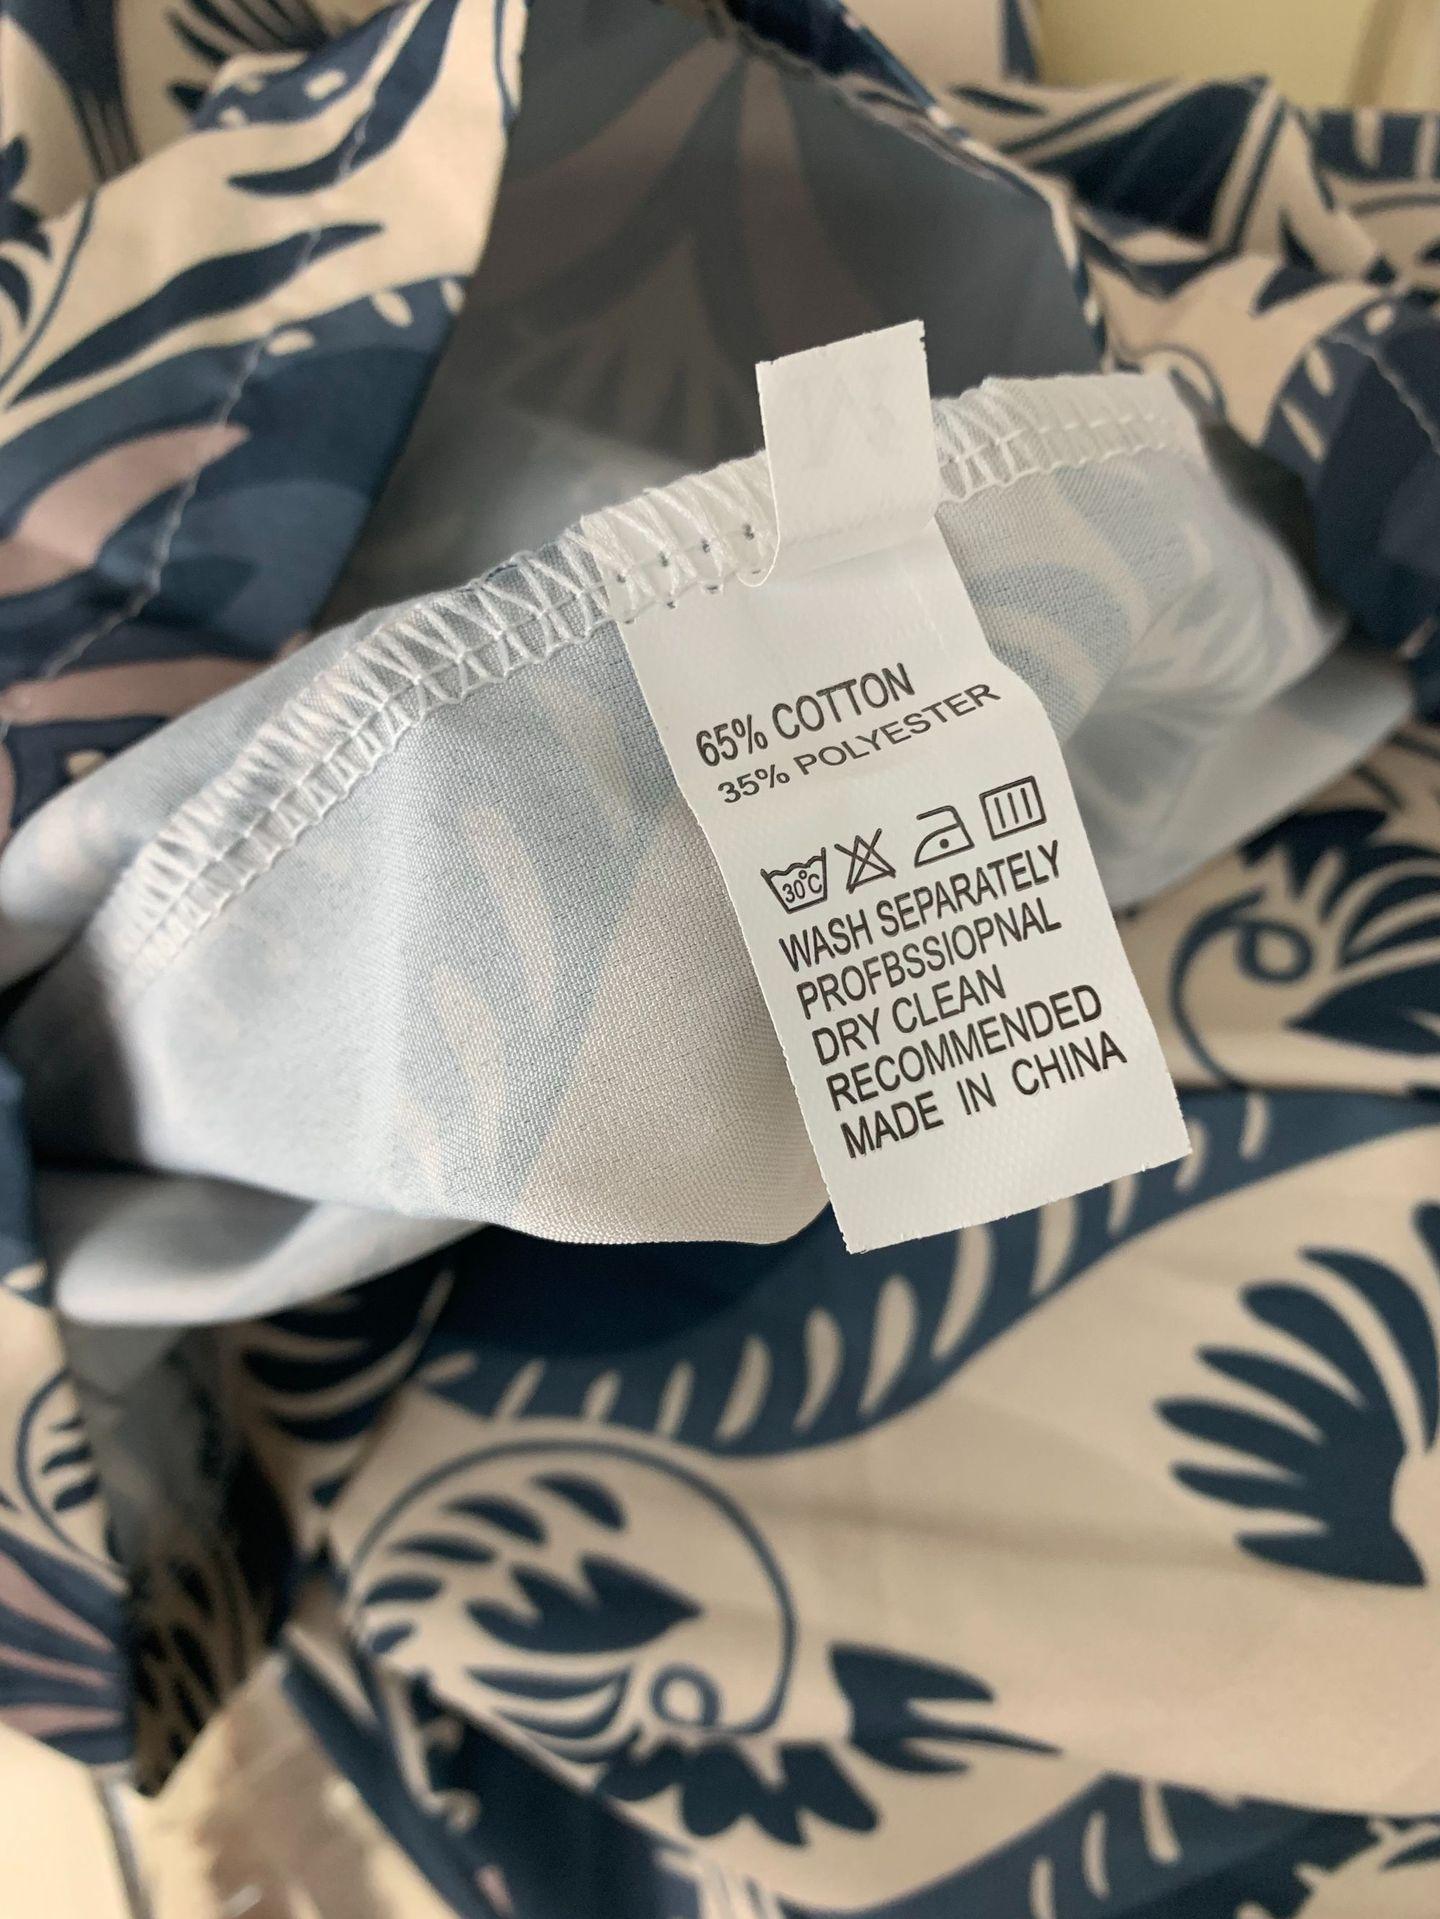 65% COTTON
35% POLYESTER
30°C
WASH SEPARATELY
PROFBSSIOPNAL
DRY CLEAN
RECOMMENDED
MADE IN CHINA